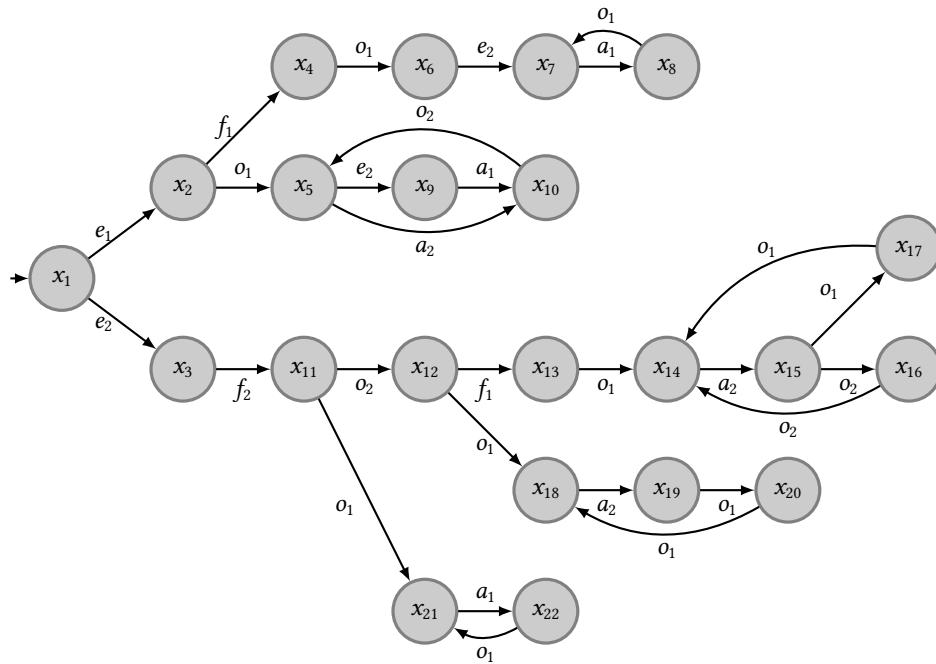 o₁
x₄ o₁ x₆ e₂ x₇ a₁ x₈
f₁ o₂
x₂ o₁ x₅ e₂ x₉ a₁ x₁₀
e₁ a₂
x₁₇
o₁
x₁ o₁
e₂
x₃ f₂ x₁₁ o₂ x₁₂ f₁ x₁₃ o₁ x₁₄ a₂ x₁₅ o₂ x₁₆
o₂
o₁
x₁₈ a₂ x₁₉ o₁ x₂₀
o₁
o₁
x₂₁ a₁ x₂₂
o₁